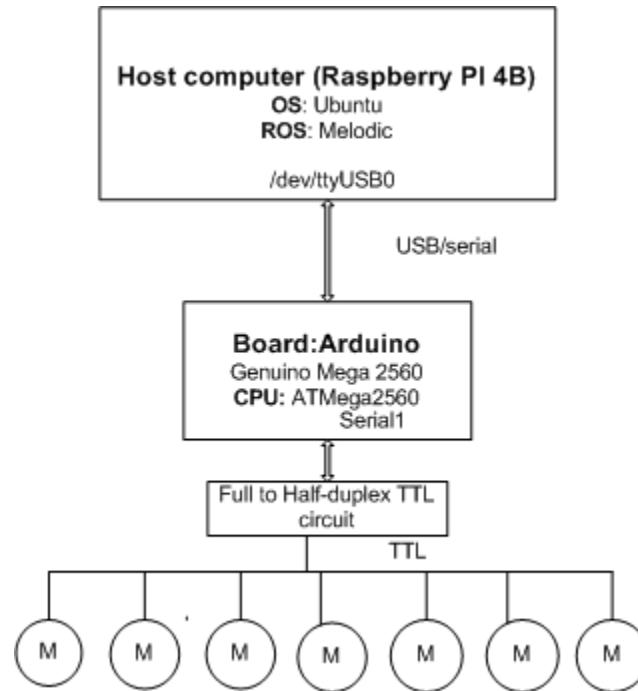 Host computer (Raspberry PI 4B)
OS: Ubuntu
ROS: Melodic
/dev/ttyUSB0
USB/serial
Board:Arduino
Genuino Mega 2560
CPU: ATMega2560
Serial1
Full to Half-duplex TTL
circuit
TTL
M M M M M M M